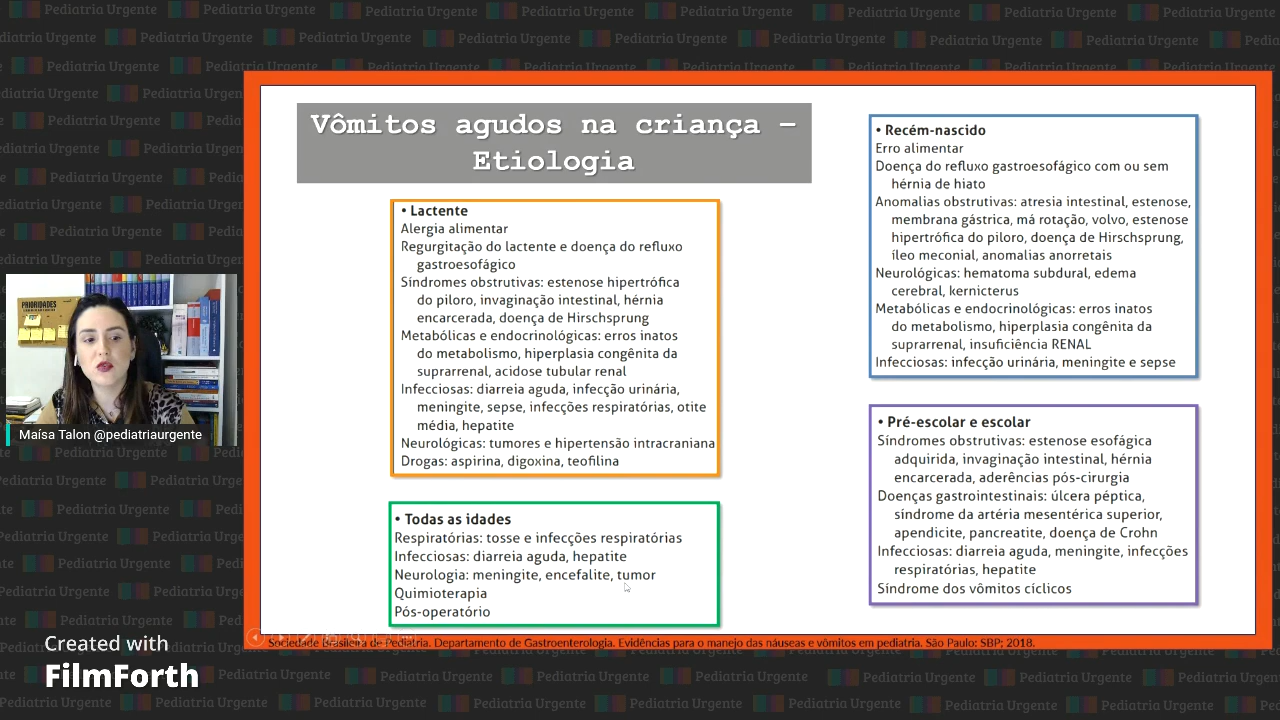 Vômitos agudos na criança –
Etiologia
• Lactente
Alergia alimentar
Regurgitação do lactente e doença do refluxo
gastroesofágico
Síndromes obstrutivas: estenose hipertrófica
do piloro, invaginação intestinal, hérnia
encarcerada, doença de Hirschsprung
Metabólicas e endocrinológicas: erros inatos
do metabolismo, hiperplasia congênita da
suprarrenal, acidose tubular renal
Infecciosas: diarreia aguda, infecção urinária,
meningite, sepse, infecções respiratórias, otite
média, hepatite
Neurológicas: tumores e hipertensão intracraniana
Drogas: aspirina, digoxina, teofilina
• Todas as idades
Respiratórias: tosse e infecções respiratórias
Infecciosas: diarreia aguda, hepatite
Neurologia: meningite, encefalite, tumor
Quimioterapia
Pós-operatório
• Recém-nascido
Erro alimentar
Doença do refluxo gastroesofágico com ou sem
hérnia de hiato
Anomalias obstrutivas: atresia intestinal, estenose,
membrana gástrica, má rotação, volvo, estenose
hipertrófica do piloro, doença de Hirschsprung,
íleo meconial, anomalias anorretais
Neurológicas: hematoma subdural, edema
cerebral, kernicterus
Metabólicas e endocrinológicas: erros inatos
do metabolismo, hiperplasia congênita da
suprarrenal, insuficiência RENAL
Infecciosas: infecção urinária, meningite e sepse
• Pré-escolar e escolar
Síndromes obstrutivas: estenose esofágica
adquirida, invaginação intestinal, hérnia
encarcerada, aderências pós-cirurgia
Doenças gastrointestinais: úlcera péptica,
síndrome da artéria mesentérica superior,
apendicite, pancreatite, doença de Crohn
Infecciosas: diarreia aguda, meningite, infecções
respiratórias, hepatite
Síndrome dos vômitos cíclicos
Sociedade Brasileira de Pediatria. Departamento de Gastroenterologia. Evidências para o manejo das náuseas e vômitos em pediatria. São Paulo: SBP; 2018.
PRIORIDADES
Maísa Talon @pediatriaurgente
Created with
FilmForth
Pediatria Urgente